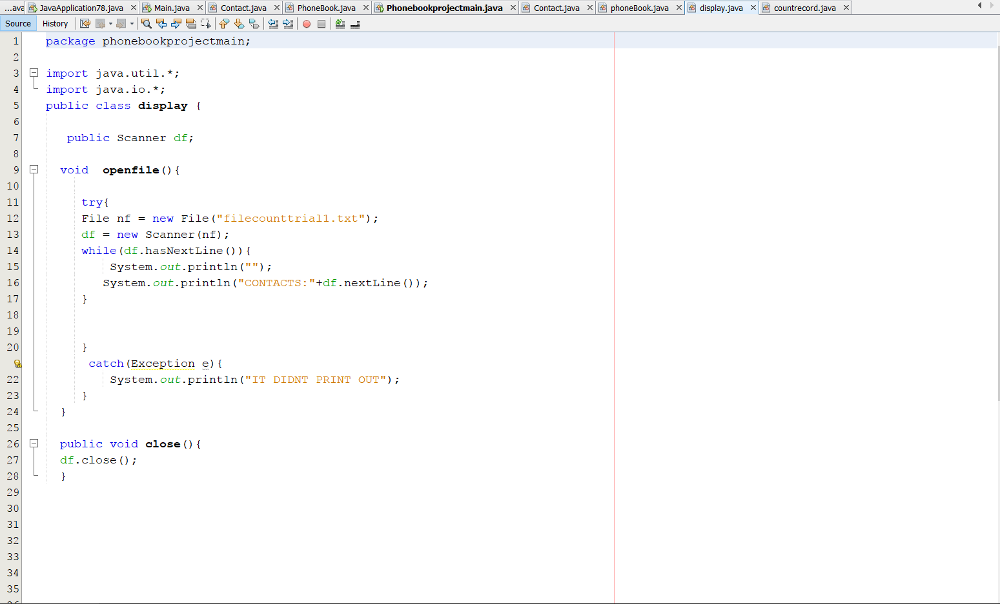 ...ava JavaApplication78.java Main.java Contact.java PhoneBook.java Phonebookprojectmain.java Contact.java phoneBook.java display.java countrecord.java
Source History
1 package phonebookprojectmain;
2
3 import java.util.*;
4 import java.io.*;
5 public class display {
6
7 public Scanner df;
8
9 void  openfile(){
10
11 try{
12 File nf = new File("filecounttrial1.txt");
13 df = new Scanner(nf);
14 while(df.hasNextLine()){
15 System.out.println("");
16 System.out.println("CONTACTS:"+df.nextLine());
17 }
18
19
20 }
catch(Exception e){
22 System.out.println("IT DIDNT PRINT OUT");
23 }
24 }
25
26 public void close(){
27 df.close();
28 }
29
30
31
32
33
34
35